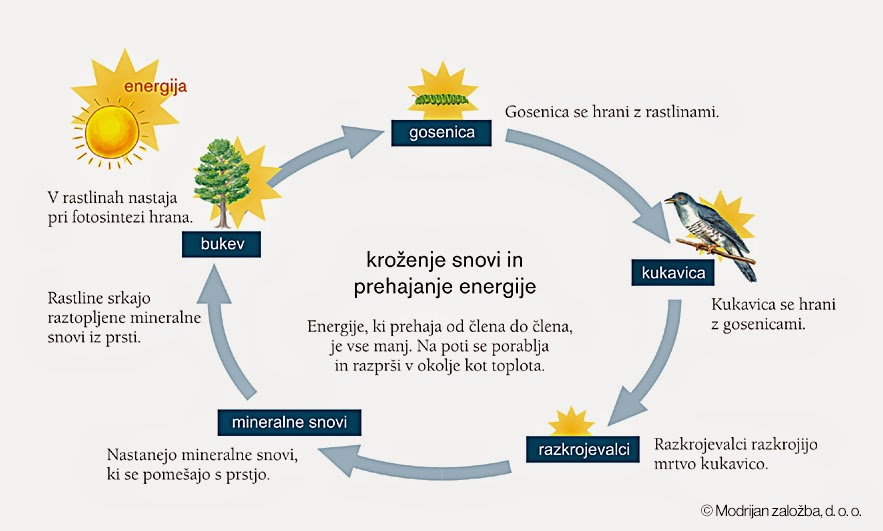 energija
gosenica
Gosenica se hrani z rastlinami.
V rastlinah nastaja
pri fotosintezi hrana.
bukev
kroženje snovi in
prehajanje energije
kukavica
Kukavica se hrani
z gosenicami.
Rastline srkajo
raztopljene mineralne
snovi iz prsti.
Energije, ki prehaja od člena do člena,
je vse manj. Na poti se porablja
in razprši v okolje kot toplota.
mineralne snovi
Nastanejo mineralne snovi,
ki se pomešajo s prstjo.
razkrojevalci
Razkrojevalci razkrojijo
mrtvo kukavico.
© Modrijan založba, d. o. o.